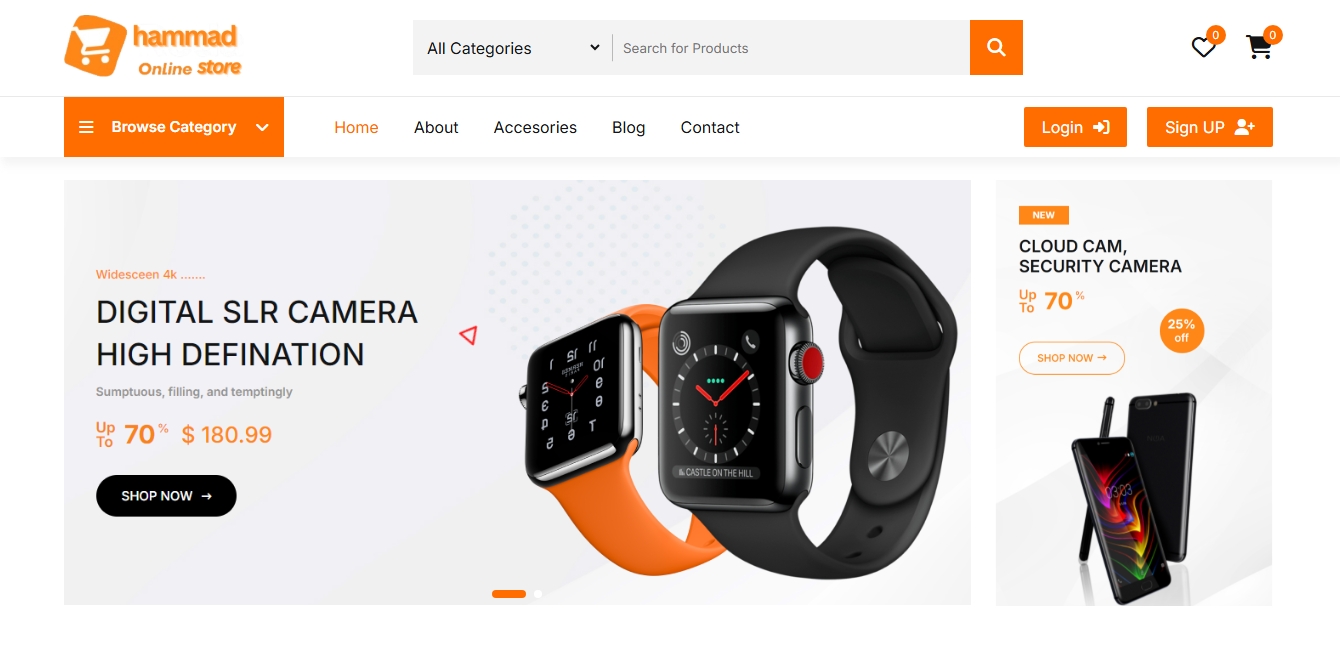 hammad
Online store
All Categories
Search for Products
0
0
Browse Category
Home
About
Accesories
Blog
Contact
Login
Sign UP
Widesceen 4k .......
DIGITAL SLR CAMERA
HIGH DEFINATION
Sumptuous, filling, and temptingly
Up To 70% $ 180.99
SHOP NOW →
& CASTLE ON THE HILL
NEW
CLOUD CAM,
SECURITY CAMERA
Up To 70%
25%
off
SHOP NOW →
03:03